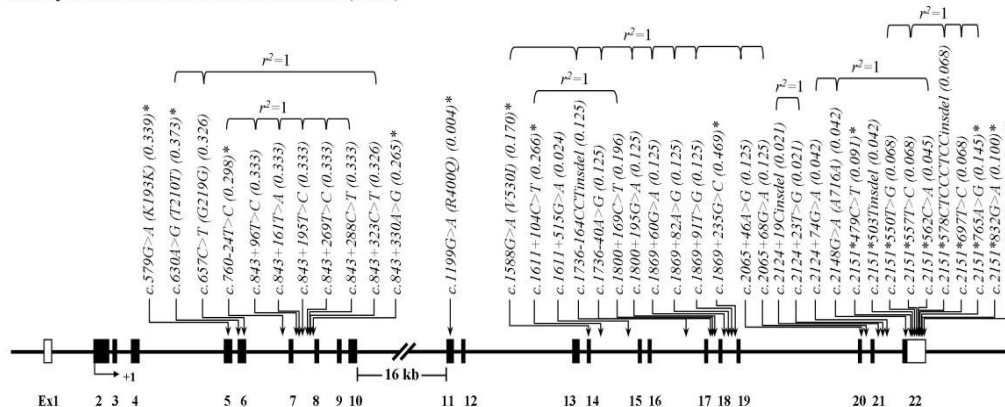 r²=1
r²=1
r²=1
r²=1
r²=1
r²=1
r²=1
r²=1
c.579G>A (K193K) (0.339)*
c.630A>G (T210T) (0.373)*
c.657C>T (G219G) (0.326)
c.760-24T>C (0.298)*
c.843+96T>C (0.333)
c.843+161T>A (0.333)
c.843+195T>C (0.333)
c.843+269T>C (0.333)
c.843+288C>T (0.333)
c.843+323C>T (0.326)
c.843+330A>G (0.265)*
c.1199G>A (R400Q) (0.004)*
c.1588G>A (V530I) (0.170)*
c.1611+104C>T (0.266)*
c.1611+515G>A (0.024)
c.1736-164CCTinsdel (0.125)
c.1736-40A>G (0.125)
c.1800+169C>T (0.196)
c.1800+195G>A (0.125)
c.1869+60G>A (0.125)
c.1869+82A>G (0.125)
c.1869+91T>G (0.125)
c.1869+235G>C (0.469)*
c.2065+46A>G (0.125)
c.2065+68G>A (0.125)
c.2124+19Cinsdel (0.021)
c.2124+23T>G (0.021)
c.2124+74G>A (0.042)
c.2148G>A (A716A) (0.042)
c.2151*479C>T (0.091)*
c.2151*503Tinsdel (0.042)
c.2151*550T>G (0.068)
c.2151*557T>C (0.068)
c.2151*562C>A (0.045)
c.2151*578CTCCCTCCinsdel (0.068)
c.2151*697T>C (0.068)
c.2151*765A>G (0.145)*
c.2151*832G>A (0.100)*
+1
16 kb
Ex1 2 3 4 5 6 7 8 9 10 11 12 13 14 15 16 17 18 19 20 21 22